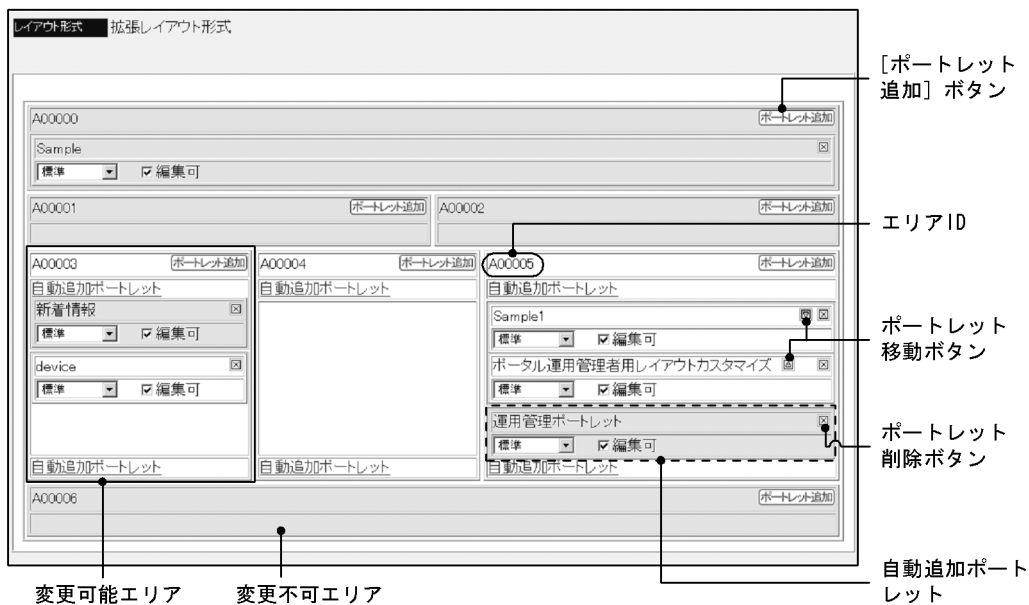 レイアウト形式 拡張レイアウト形式
[ポートレット
追加] ボタン
A00000 ポートレット追加
Sample
標準 編集可
A00001 ポートレット追加 A00002 ポートレット追加
エリアID
A00003 ポートレット追加 A00004 ポートレット追加 A00005 ポートレット追加
自動追加ポートレット 自動追加ポートレット 自動追加ポートレット
新着情報 Sample1
標準 編集可 標準 編集可
ポートレット
移動ボタン
device ポータル運用管理者用レイアウトカスタマイズ
標準 編集可 標準 編集可
運用管理ポートレット
標準 編集可
ポートレット
削除ボタン
自動追加ポートレット 自動追加ポートレット 自動追加ポートレット
A00006 ポートレット追加
自動追加ポート
レット
変更可能エリア 変更不可エリア